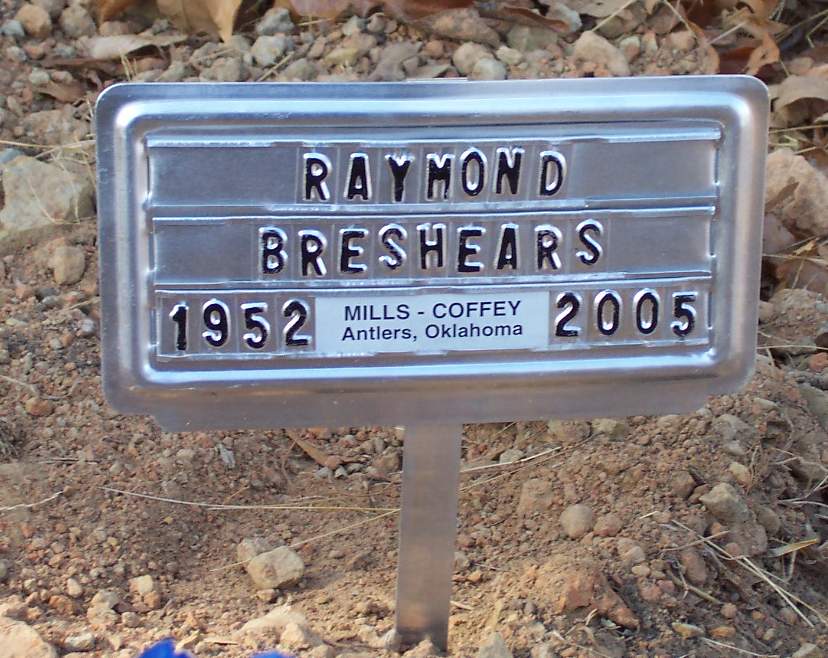 RAYMOND
BRESHEARS
1952 MILLS - COFFEY 2005
Antlers, Oklahoma